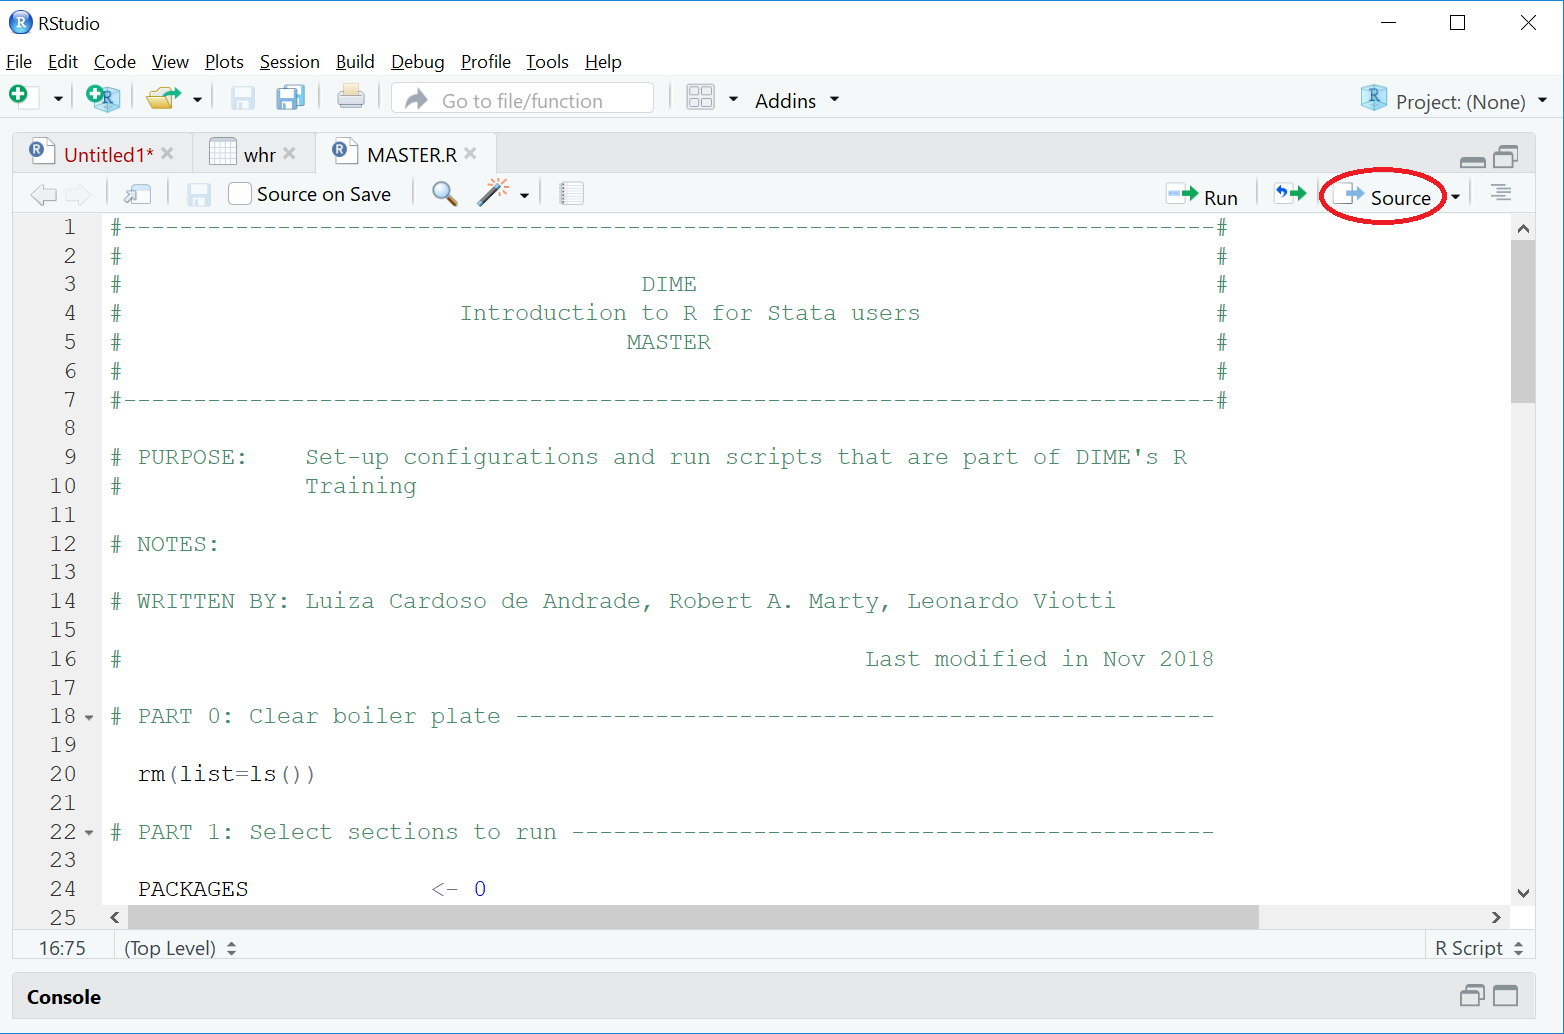 RStudio
File Edit Code View Plots Session Build Debug Profile Tools Help
Go to file/function Addins Project: (None)
Untitled1* whr MASTER.R
Source on Save Run Source
1 #------------------------------------------------------------------------------#
2 # #
3 # DIME #
4 # Introduction to R for Stata users #
5 # MASTER #
6 # #
7 #------------------------------------------------------------------------------#
8
9 # PURPOSE: Set-up configurations and run scripts that are part of DIME's R
10 # Training
11
12 # NOTES:
13
14 # WRITTEN BY: Luiza Cardoso de Andrade, Robert A. Marty, Leonardo Viotti
15
16 # Last modified in Nov 2018
17
18 # PART 0: Clear boiler plate --------------------------------------------------
19
20 rm(list=ls())
21
22 # PART 1: Select sections to run ----------------------------------------------
23
24 PACKAGES <- 0
25
16:75 (Top Level) R Script
Console